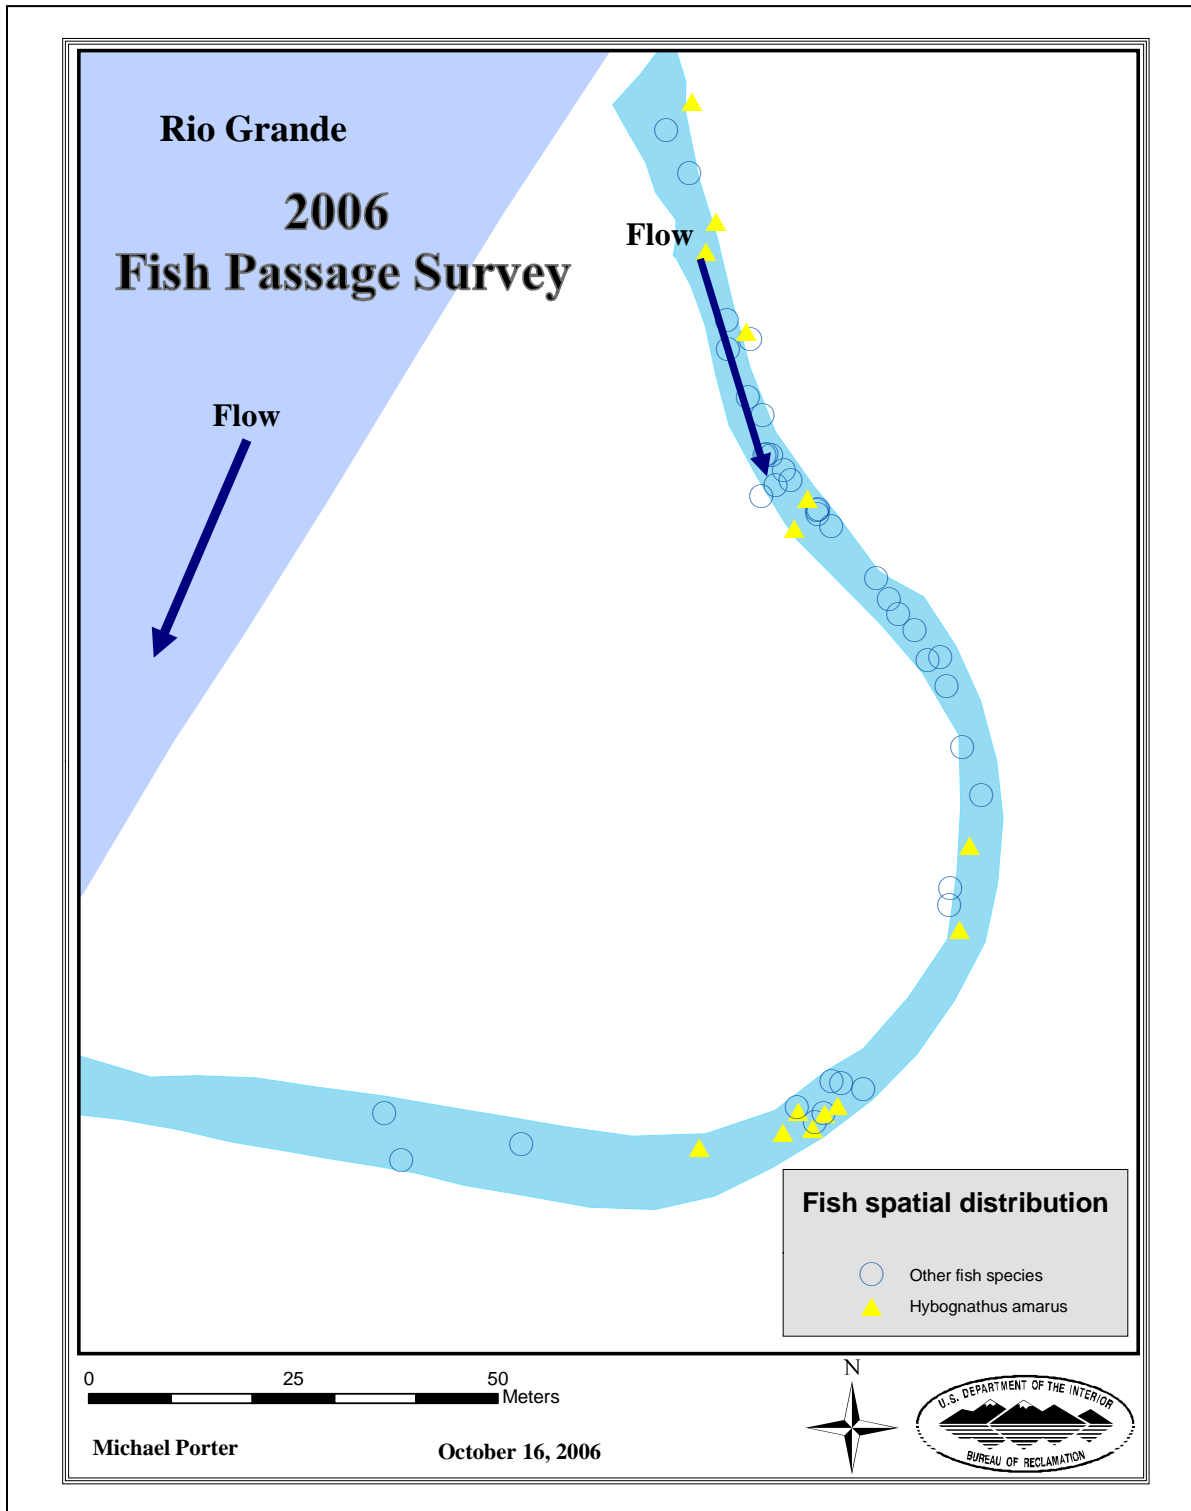 Rio Grande
2006
Fish Passage Survey
Flow
Flow
Fish spatial distribution
Other fish species
Hybognathus amarus
0 25 50
Meters
N
Michael Porter
October 16, 2006
U.S. DEPARTMENT OF THE INTERIOR
BUREAU OF RECLAMATION